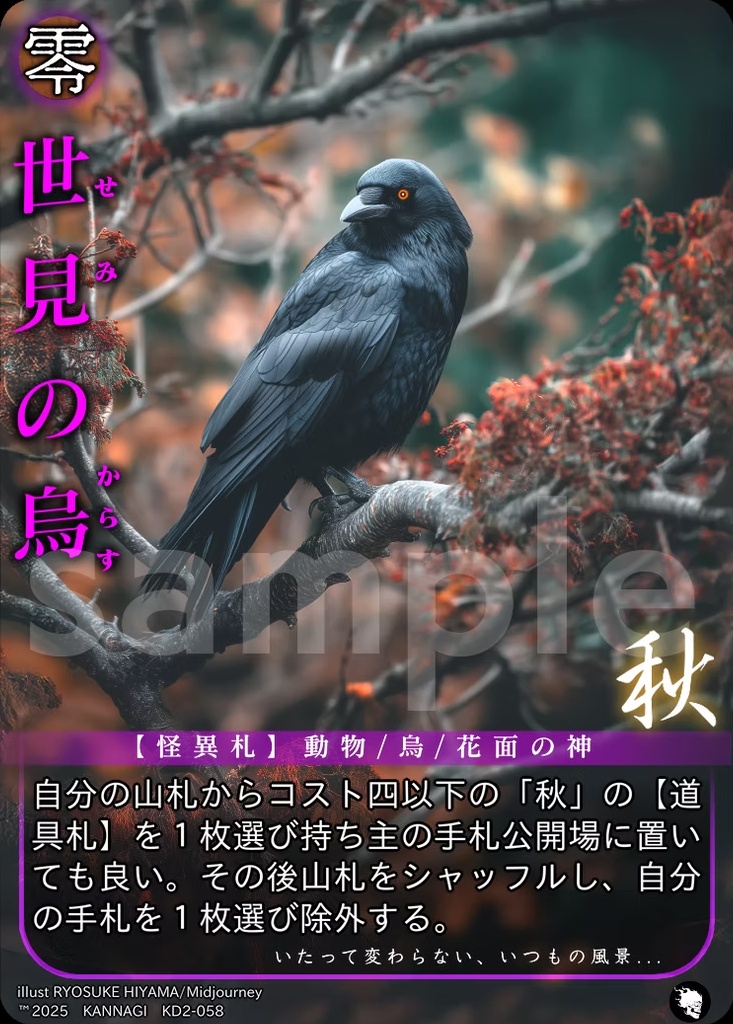 零
世見の烏
せみ
からす
sample
秋
【怪異札】動物/烏/花面の神
自分の山札からコスト四以下の「秋」の【道
具札】を1枚選び持ち主の手札公開場に置い
ても良い。その後山札をシャッフルし、自分
の手札を1枚選び除外する。
いたって変わらない、いつもの風景...
illust RYOSUKE HIYAMA/Midjourney
™2025 KANNAGI KD2-058